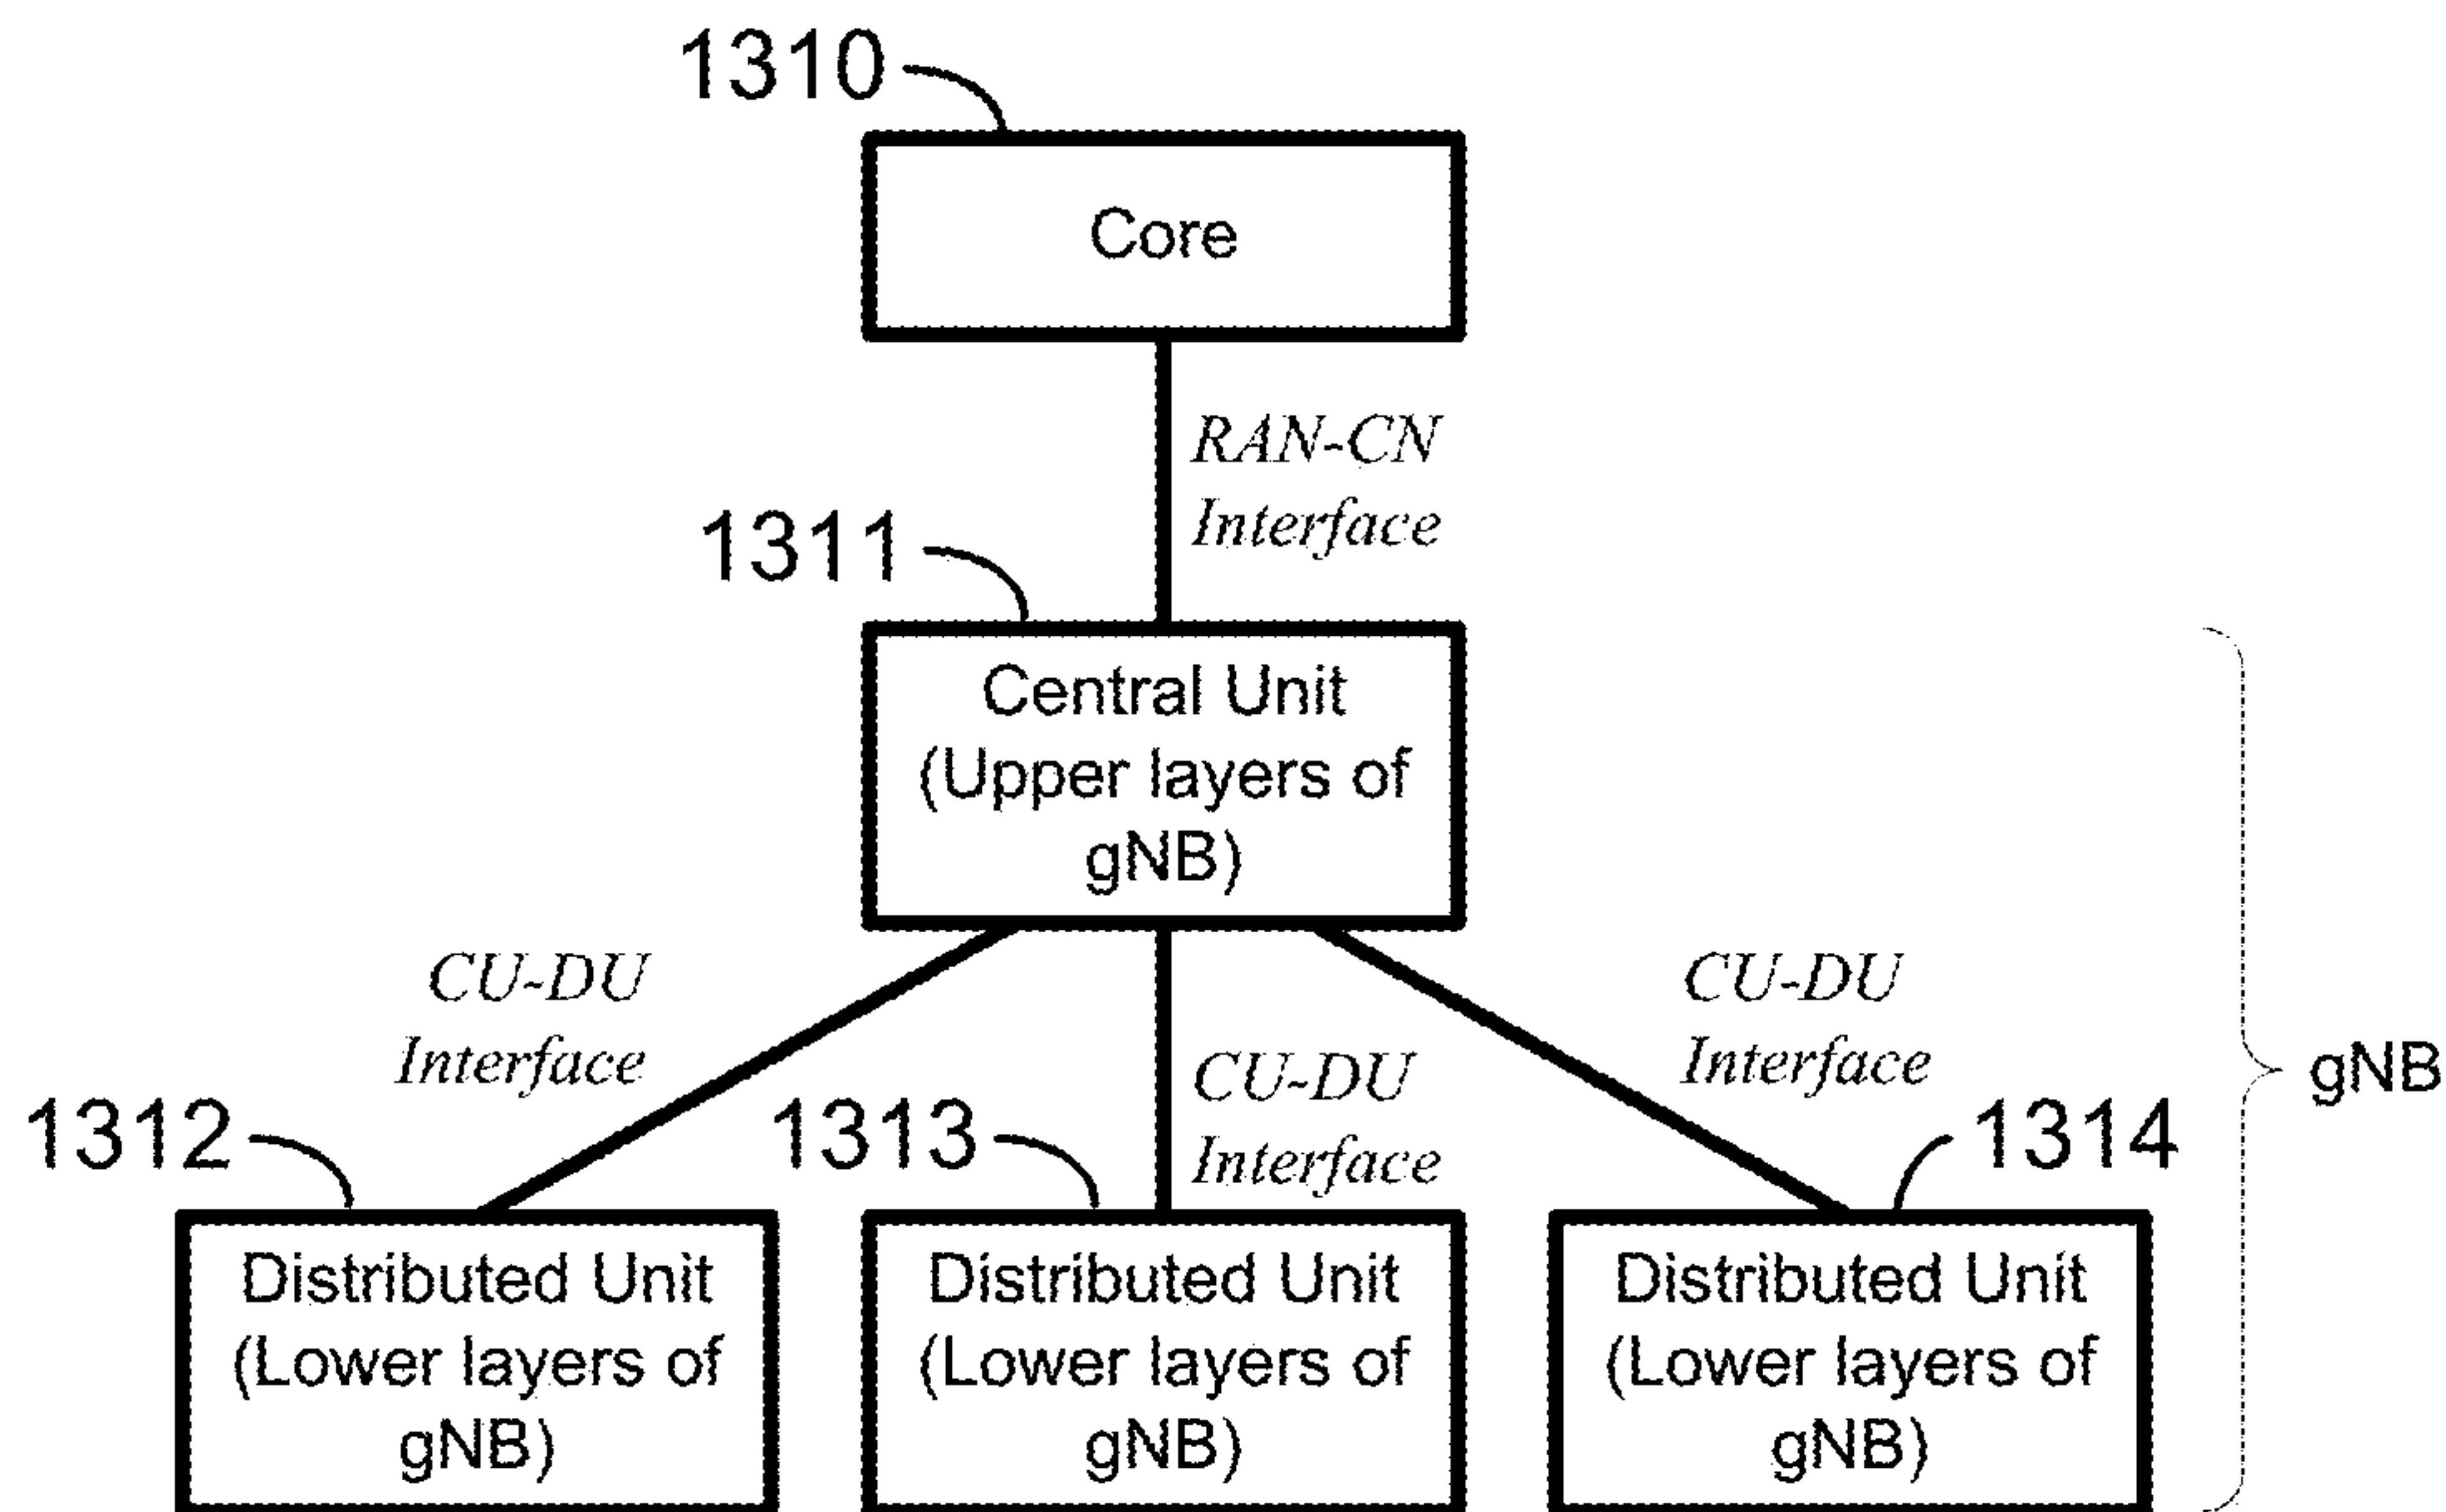 1310
Core
RAN-CN
Interface
1311
Central Unit
(Upper layers of
gNB)
CU-DU
Interface
CU-DU
Interface
CU-DU
Interface
gNB
1312
1313
1314
Distributed Unit
(Lower layers of
gNB)
Distributed Unit
(Lower layers of
gNB)
Distributed Unit
(Lower layers of
gNB)